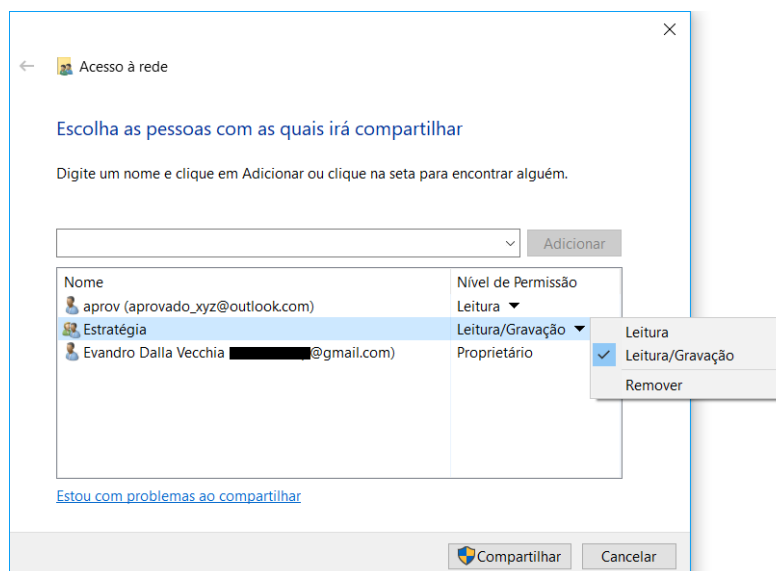 Acesso à rede
Escolha as pessoas com as quais irá compartilhar
Digite um nome e clique em Adicionar ou clique na seta para encontrar alguém.
Adicionar
Nome Nível de Permissão
aprov (aprovado_xyz@outlook.com) Leitura
Estratégia Leitura/Gravação
Evandro Dalla Vecchia @gmail.com) Proprietário
Leitura
Leitura/Gravação
Remover
Estou com problemas ao compartilhar
Compartilhar Cancelar